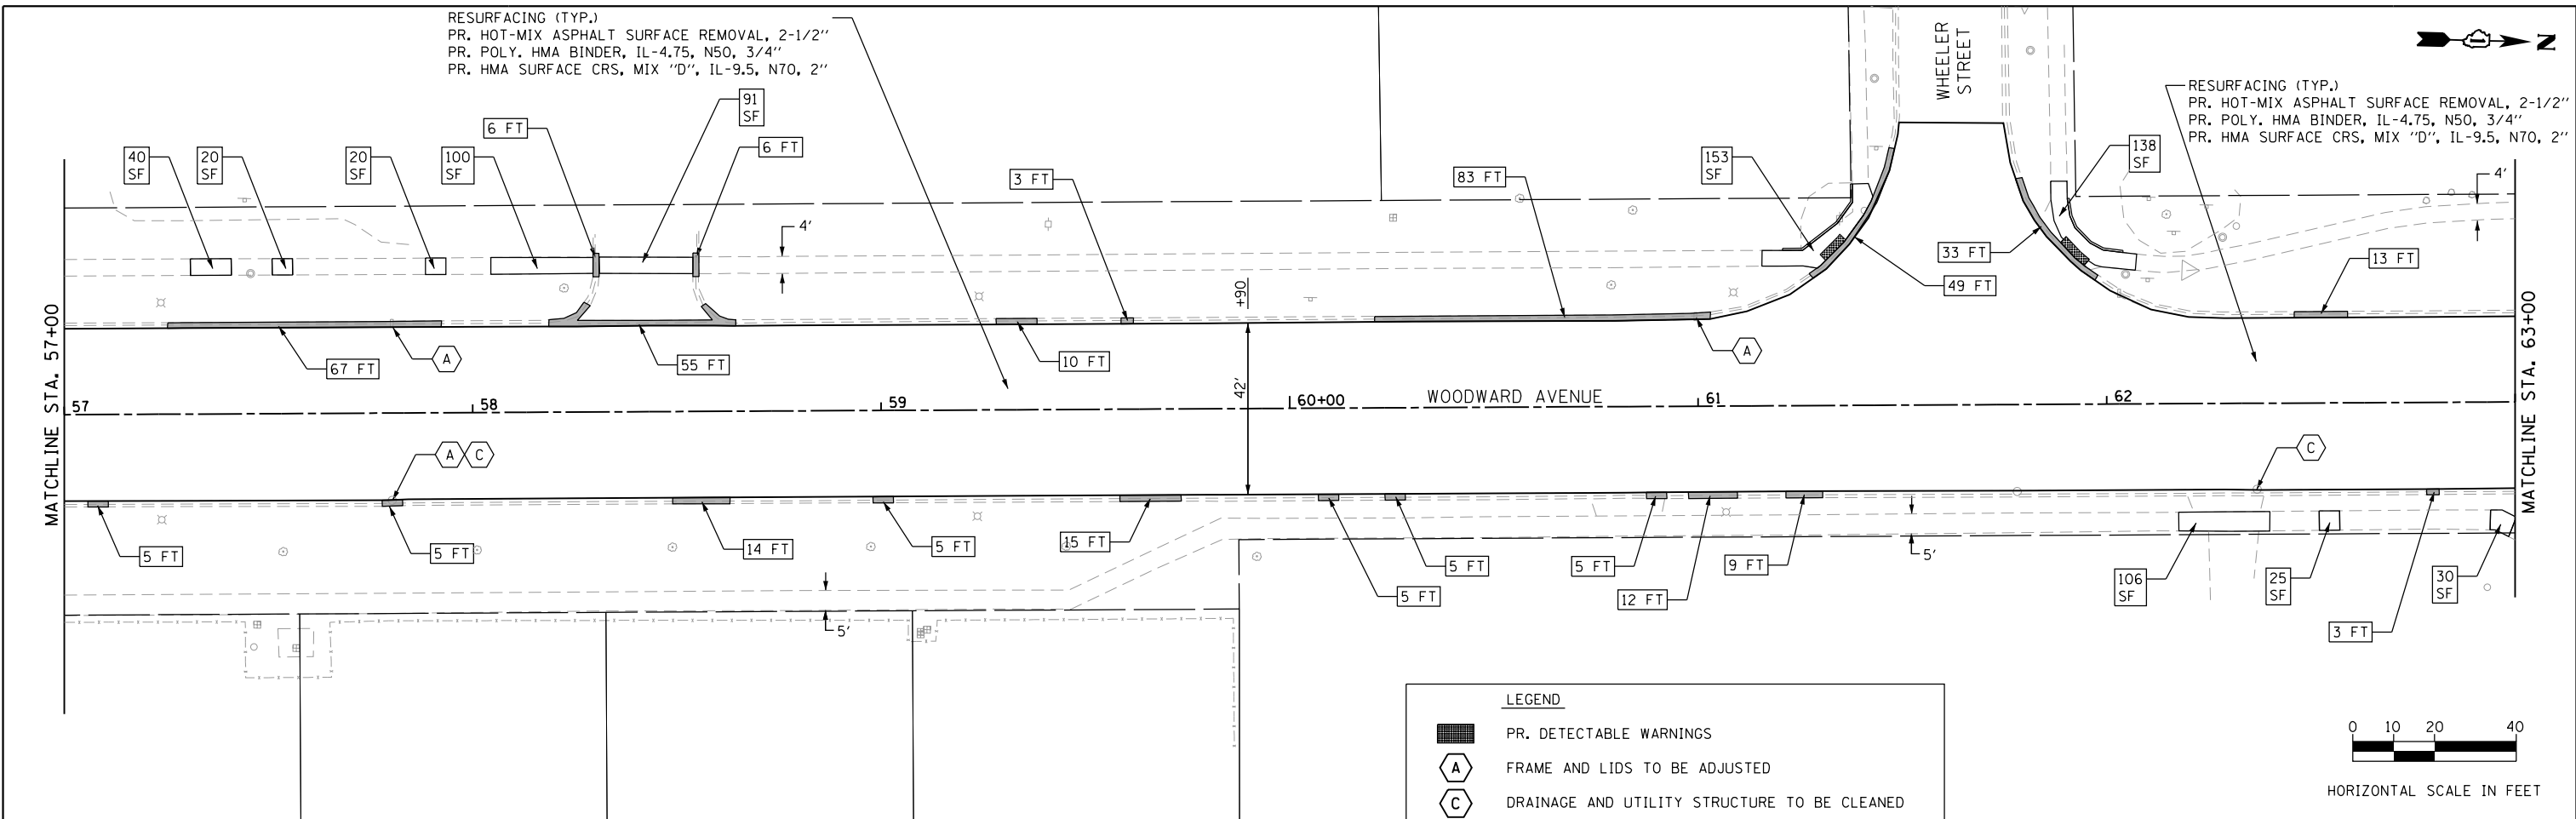 RESURFACING (TYP.)
PR. HOT-MIX ASPHALT SURFACE REMOVAL, 2-1/2"
PR. POLY. HMA BINDER, IL-4.75, N50, 3/4"
PR. HMA SURFACE CRS, MIX "D", IL-9.5, N70, 2"
WHEELER
STREET
N
RESURFACING (TYP.)
PR. HOT-MIX ASPHALT SURFACE REMOVAL, 2-1/2"
PR. POLY. HMA BINDER, IL-4.75, N50, 3/4"
PR. HMA SURFACE CRS, MIX "D", IL-9.5, N70, 2"
40
SF
20
SF
20
SF
100
SF
6 FT
91
SF
6 FT
3 FT
83 FT
153
SF
138
SF
4'
4'
33 FT
49 FT
13 FT
+90
42'
MATCHLINE STA. 57+00
67 FT
A
55 FT
10 FT
A
MATCHLINE STA. 63+00
57
58
59
60+00
WOODWARD AVENUE
61
62
A
C
C
5 FT
5 FT
14 FT
5 FT
15 FT
5 FT
5 FT
5 FT
12 FT
9 FT
5'
5'
106
SF
25
SF
30
SF
3 FT
LEGEND
PR. DETECTABLE WARNINGS
A FRAME AND LIDS TO BE ADJUSTED
C DRAINAGE AND UTILITY STRUCTURE TO BE CLEANED
0 10 20 40
HORIZONTAL SCALE IN FEET